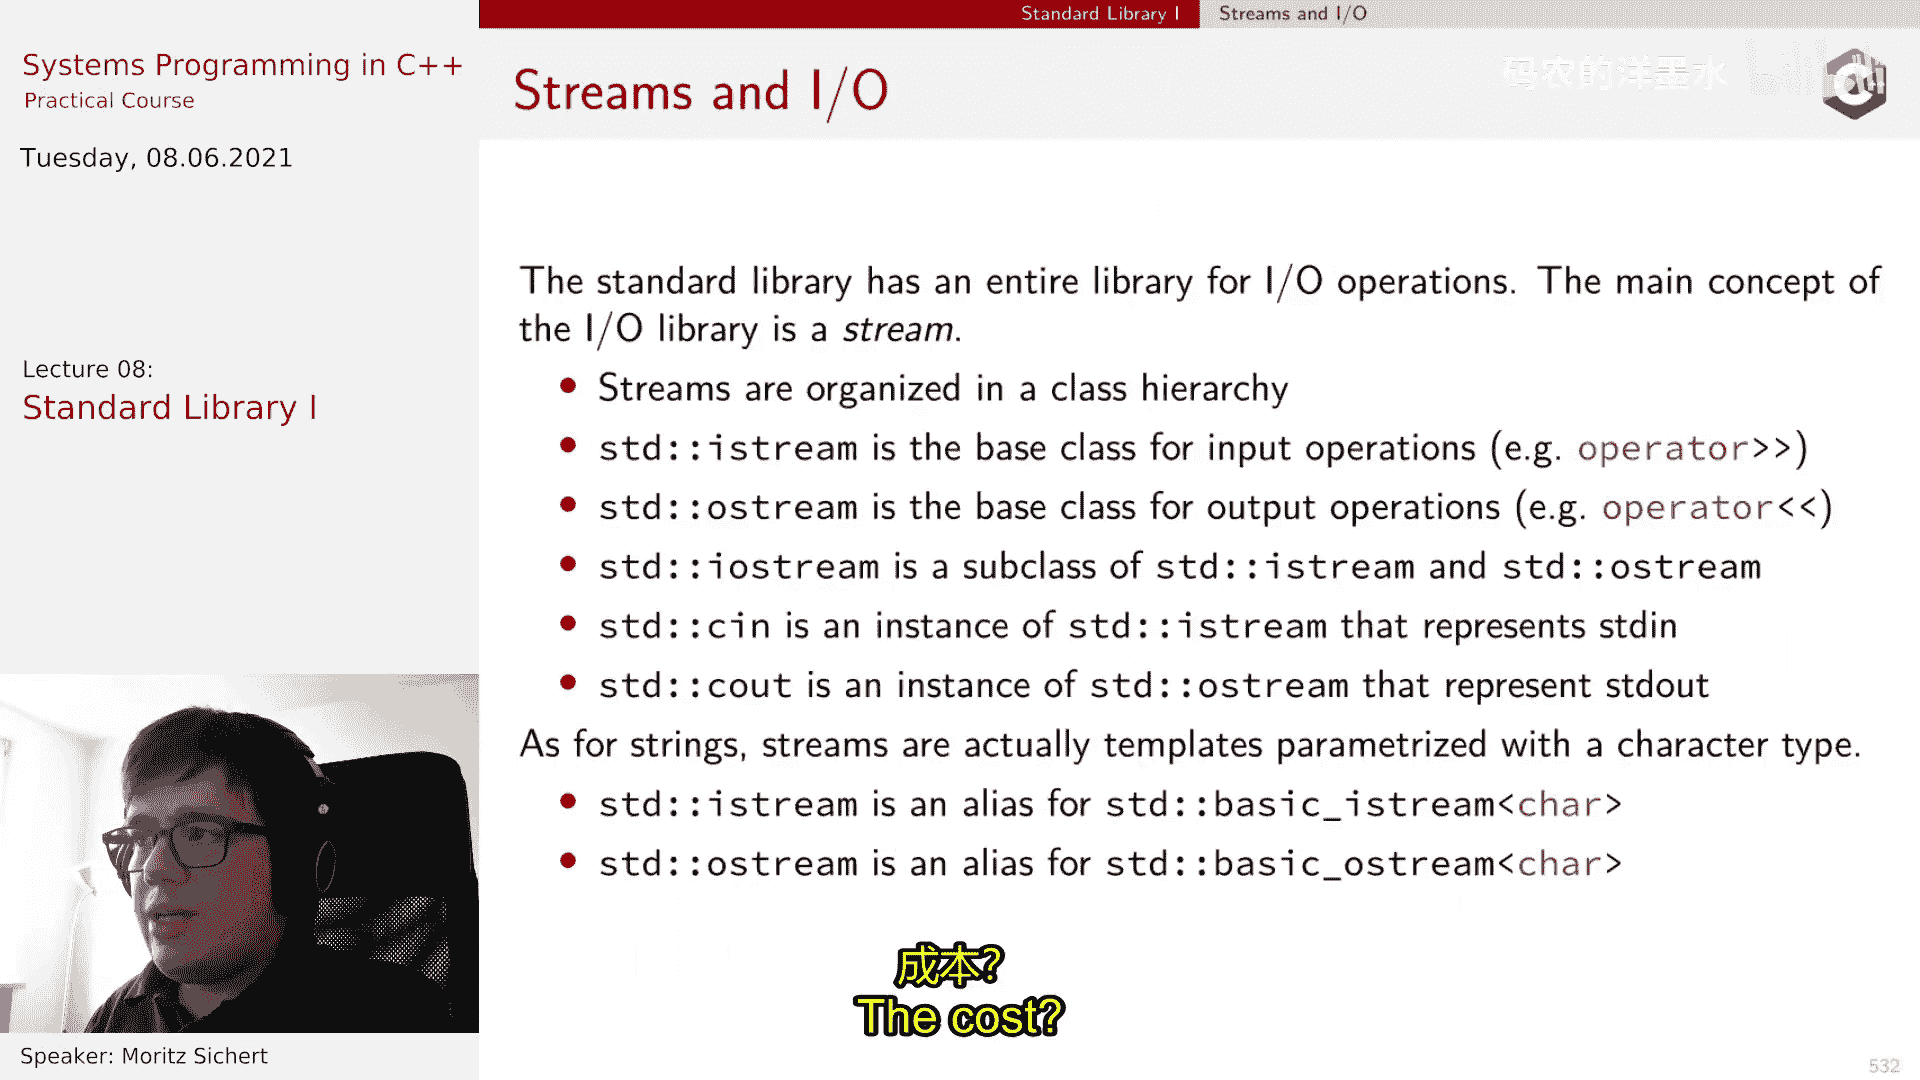 Standard Library I
Streams and I/O
Systems Programming in C++
Practical Course
Tuesday, 08.06.2021
Lecture 08:
Standard Library I
Speaker: Moritz Sichert
Streams and I/O
码农的洋墨水
The standard library has an entire library for I/O operations. The main concept of
the I/O library is a stream.
• Streams are organized in a class hierarchy
• std::istream is the base class for input operations (e.g. operator>>)
• std::ostream is the base class for output operations (e.g. operator<<)
• std::iostream is a subclass of std::istream and std::ostream
• std::cin is an instance of std::istream that represents stdin
• std::cout is an instance of std::ostream that represent stdout
As for strings, streams are actually templates parametrized with a character type.
• std::istream is an alias for std::basic_istream<char>
• std::ostream is an alias for std::basic_ostream<char>
成本?
The cost?
532